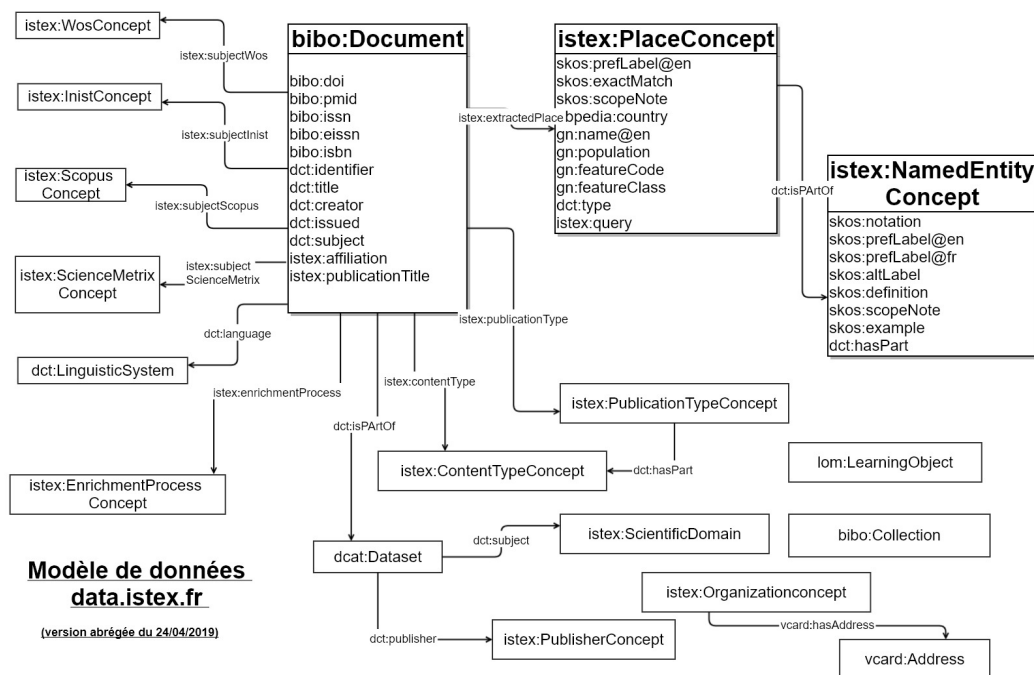 istex:WosConcept
istex:subjectWos
istex:InistConcept
istex:subjectInist
istex:Scopus
Concept
istex:subjectScopus
istex:ScienceMetrix
Concept
istex:subject
ScienceMetrix
dct:LinguisticSystem
dct:language
istex:EnrichmentProcess
Concept
istex:enrichmentProcess
bibo:Document
bibo:doi
bibo:pmid
bibo:issn
bibo:eissn
bibo:isbn
dct:identifier
dct:title
dct:creator
dct:issued
dct:subject
istex:affiliation
istex:publicationTitle
istex:extractedPlace
istex:PlaceConcept
skos:prefLabel@en
skos:exactMatch
skos:scopeNote
bpedia:country
gn:name@en
gn:population
gn:featureCode
gn:featureClass
dct:type
istex:query
dct:isPArtOf
istex:NamedEntity
Concept
skos:notation
skos:prefLabel@en
skos:prefLabel@fr
skos:altLabel
skos:definition
skos:scopeNote
skos:example
dct:hasPart
istex:publicationType
istex:PublicationTypeConcept
dct:hasPart
istex:contentType
istex:ContentTypeConcept
dct:isPArtOf
dcat:Dataset
dct:subject
istex:ScientificDomain
dct:publisher
istex:PublisherConcept
lom:LearningObject
bibo:Collection
istex:Organizationconcept
vcard:hasAddress
vcard:Address
Modèle de données
data.istex.fr
(version abrégée du 24/04/2019)